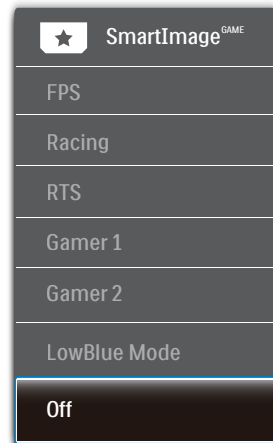 SmartImage GAME
FPS
Racing
RTS
Gamer 1
Gamer 2
LowBlue Mode
Off